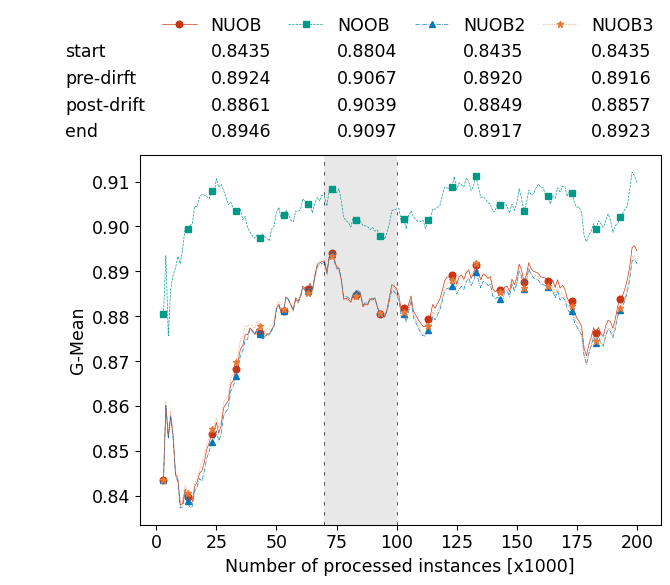 NUOB NOOB NUOB2 NUOB3
start 0.8435 0.8804 0.8435 0.8435
pre-dirft 0.8924 0.9067 0.8920 0.8916
post-drift 0.8861 0.9039 0.8849 0.8857
end 0.8946 0.9097 0.8917 0.8923
0.91
0.90
0.89
0.88
0.87
0.86
0.85
0.84
G-Mean
0 25 50 75 100 125 150 175 200
Number of processed instances [x1000]